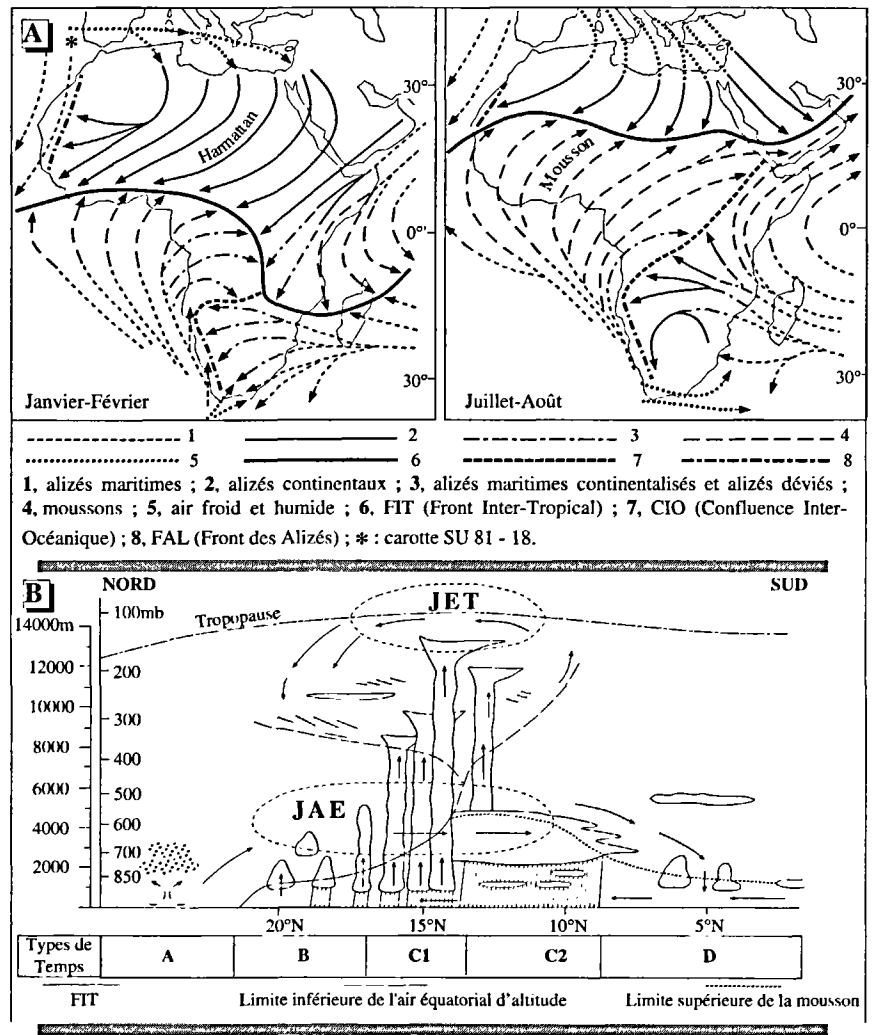 A
Harmattan
30°
0°
30°
Janvier-Février
Mousson
30°
0°
30°
Juillet-Août
1 2 3 4
5 6 7 8
1, alizés maritimes ; 2, alizés continentaux ; 3, alizés maritimes continentalisés et alizés déviés ;
4, moussons ; 5, air froid et humide ; 6, FIT (Front Inter-Tropical) ; 7, CIO (Confluence Inter-
Océanique) ; 8, FAL (Front des Alizés) ; * : carotte SU 81 - 18.
B
NORD
SUD
JET
Tropopause
100mb
14000m
12000
200
10000
300
8000
400
6000
500
JAE
4000
600
700
2000
850
20°N 15°N 10°N 5°N
Types de
Temps
A B C1 C2 D
FIT Limite inférieure de l'air équatorial d'altitude Limite supérieure de la mousson